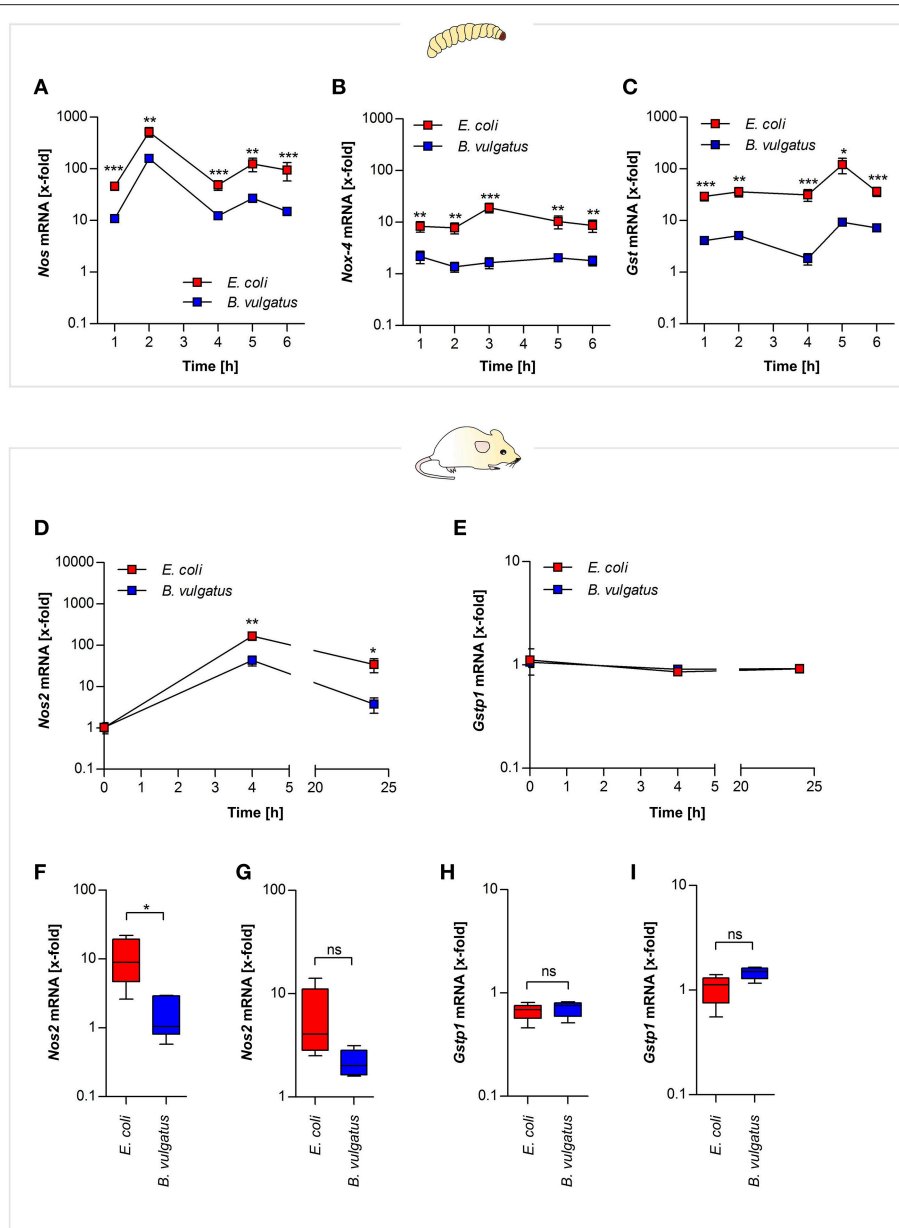 A
Nos mRNA [x-fold]
1000
100
10
1
0.1
***
**
***
**
***
E. coli
B. vulgatus
1 2 3 4 5 6
Time [h]
B
Nox-4 mRNA [x-fold]
1000
100
10
1
0.1
E. coli
B. vulgatus
**
**
***
**
**
1 2 3 4 5 6
Time [h]
C
Gst mRNA [x-fold]
1000
100
10
1
0.1
E. coli
B. vulgatus
***
**
***
*
***
1 2 3 4 5 6
Time [h]
D
Nos2 mRNA [x-fold]
10000
1000
100
10
1
0.1
E. coli
B. vulgatus
**
*
0 1 2 3 4 5 20 25
Time [h]
E
Gstp1 mRNA [x-fold]
10
1
0.1
E. coli
B. vulgatus
0 1 2 3 4 5 20 25
Time [h]
F
Nos2 mRNA [x-fold]
100
10
1
0.1
*
E. coli
B. vulgatus
G
Nos2 mRNA [x-fold]
100
10
1
ns
E. coli
B. vulgatus
H
Gstp1 mRNA [x-fold]
10
1
0.1
ns
E. coli
B. vulgatus
I
Gstp1 mRNA [x-fold]
10
1
0.1
ns
E. coli
B. vulgatus